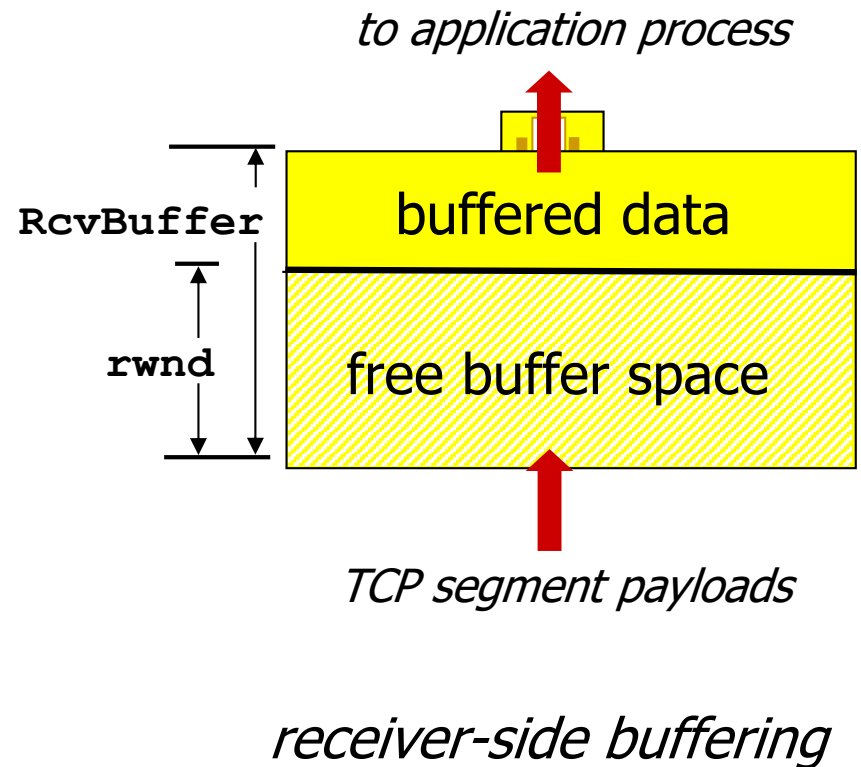 to application process
RcvBuffer
buffered data
rwnd
free buffer space
TCP segment payloads
receiver-side buffering